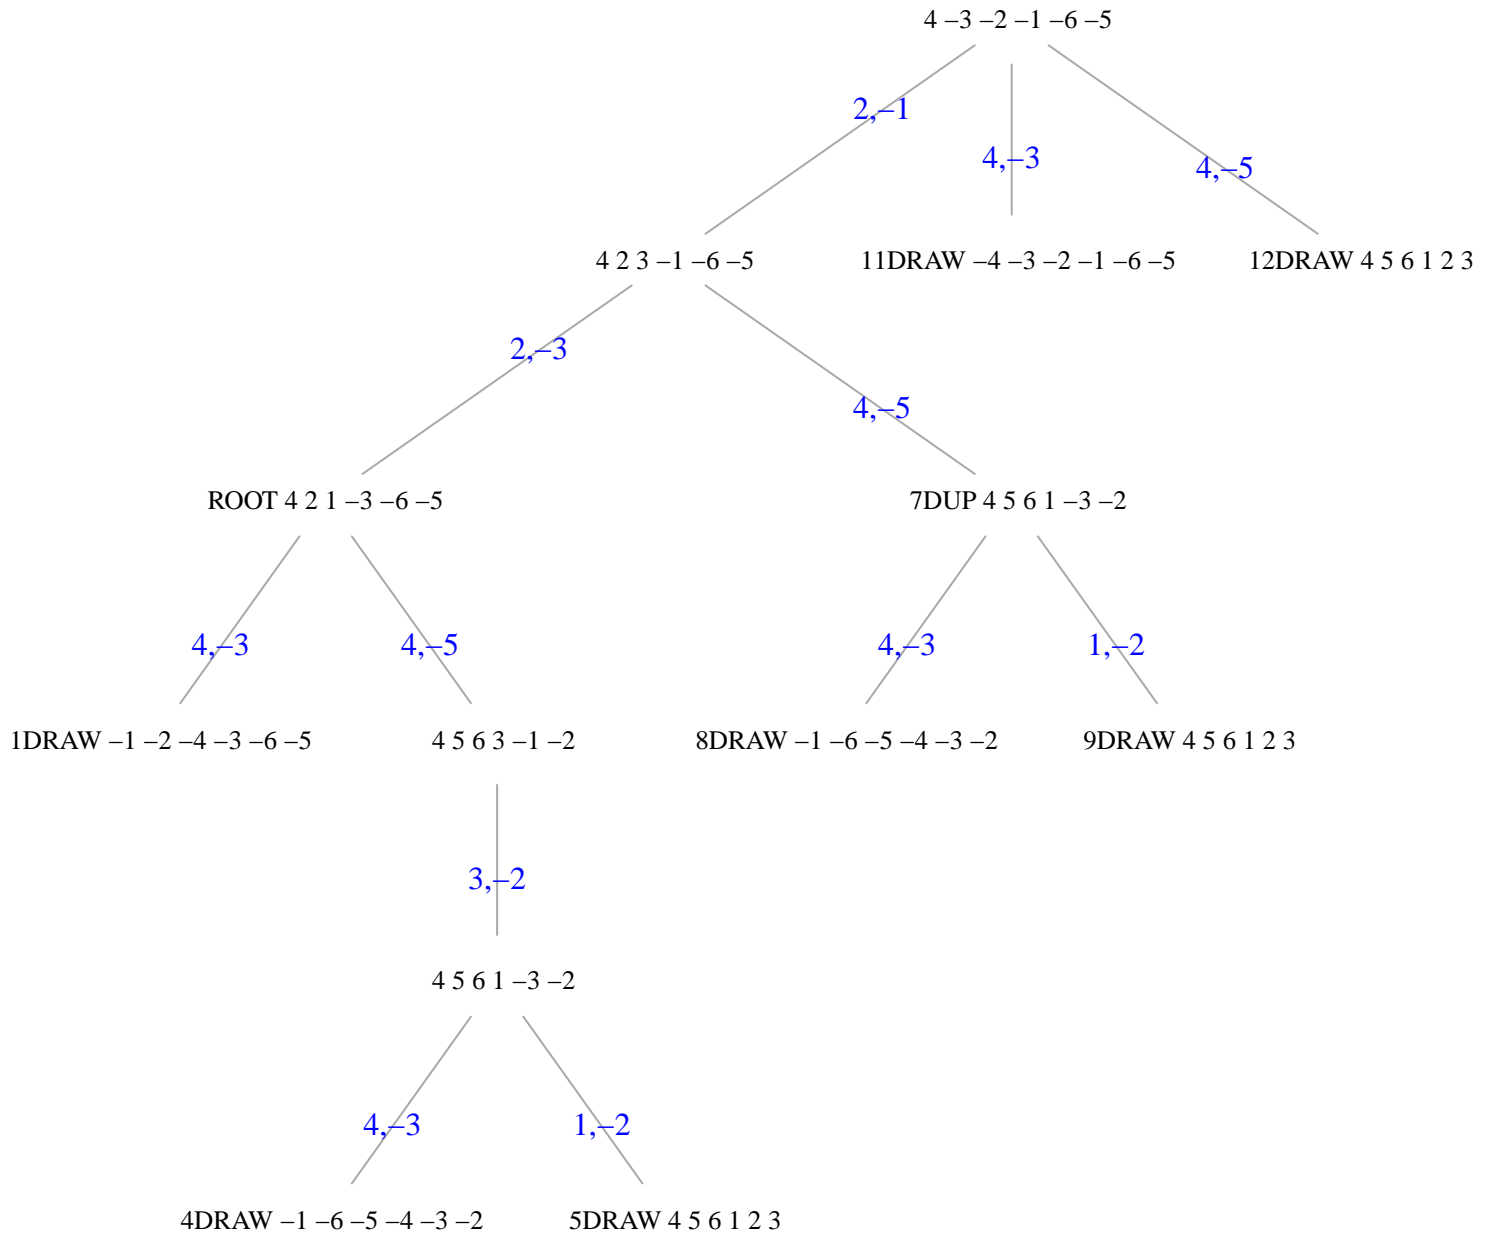 4 –3 –2 –1 –6 –5
2,–1
4,–3
4,–5
4 2 3 –1 –6 –5
11DRAW –4 –3 –2 –1 –6 –5
12DRAW 4 5 6 1 2 3
2,–3
4,–5
ROOT 4 2 1 –3 –6 –5
7DUP 4 5 6 1 –3 –2
4,–3
4,–5
4,–3
1,–2
1DRAW –1 –2 –4 –3 –6 –5
4 5 6 3 –1 –2
8DRAW –1 –6 –5 –4 –3 –2
9DRAW 4 5 6 1 2 3
3,–2
4 5 6 1 –3 –2
4,–3
1,–2
4DRAW –1 –6 –5 –4 –3 –2
5DRAW 4 5 6 1 2 3